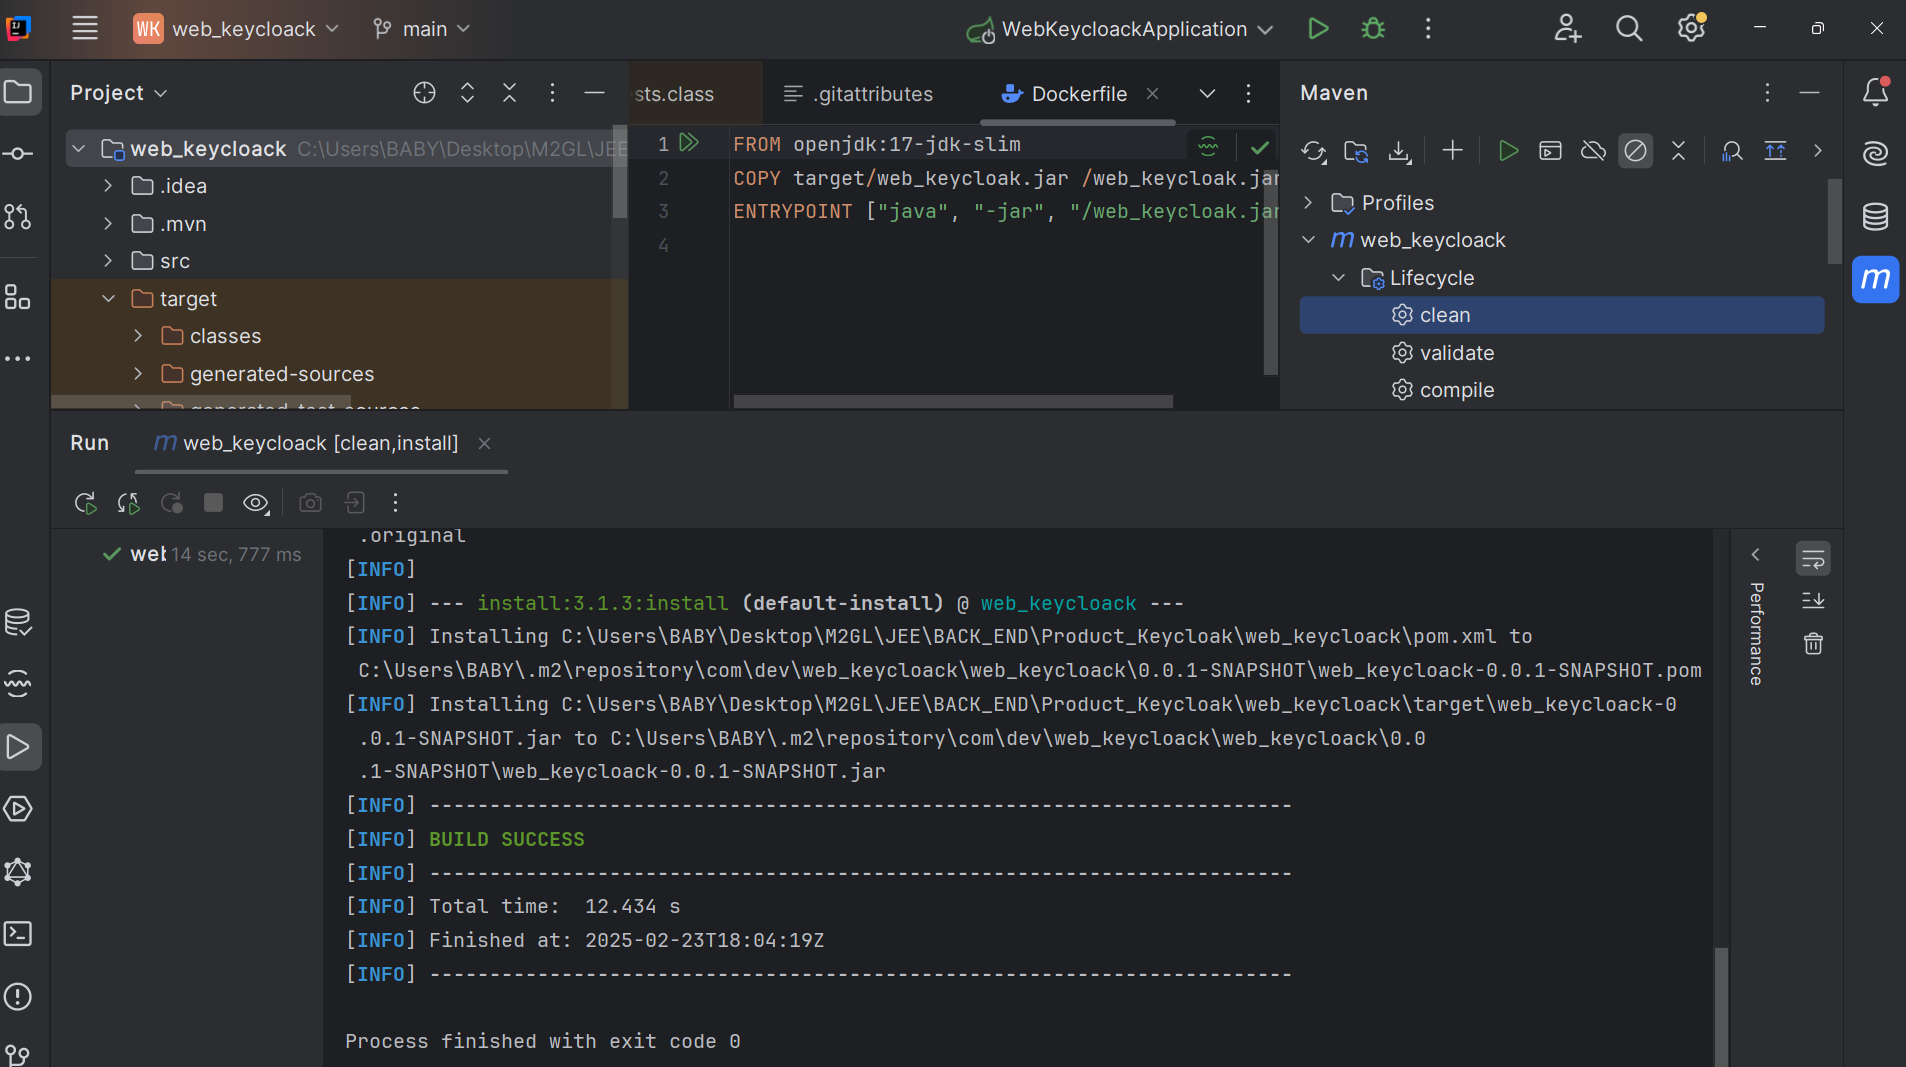 WK web_keycloack main WebKeycloackApplication
Project
sts.class .gitattributes Dockerfile
Maven
web_keycloack C:\Users\BABY\Desktop\M2GL\JEE
.idea
.mvn
src
target
classes
generated-sources
generated-test-sources
1 FROM openjdk:17-jdk-slim
2 COPY target/web_keycloak.jar /web_keycloak.jar
3 ENTRYPOINT ["java", "-jar", "/web_keycloak.jar
4
Profiles
m web_keycloack
Lifecycle
clean
validate
compile
m
Run m web_keycloack [clean,install]
web 14 sec, 777 ms
.original
[INFO]
[INFO] --- install:3.1.3:install (default-install) @ web_keycloack ---
[INFO] Installing C:\Users\BABY\Desktop\M2GL\JEE\BACK_END\Product_Keycloak\web_keycloack\pom.xml to
C:\Users\BABY\.m2\repository\com\dev\web_keycloack\web_keycloack\0.0.1-SNAPSHOT\web_keycloack-0.0.1-SNAPSHOT.pom
[INFO] Installing C:\Users\BABY\Desktop\M2GL\JEE\BACK_END\Product_Keycloak\web_keycloack\target\web_keycloack-0
.0.1-SNAPSHOT.jar to C:\Users\BABY\.m2\repository\com\dev\web_keycloack\web_keycloack\0.0
.1-SNAPSHOT\web_keycloack-0.0.1-SNAPSHOT.jar
[INFO] ------------------------------------------------------------------------
[INFO] BUILD SUCCESS
[INFO] ------------------------------------------------------------------------
[INFO] Total time:  12.434 s
[INFO] Finished at: 2025-02-23T18:04:19Z
[INFO] ------------------------------------------------------------------------
Process finished with exit code 0
Performance